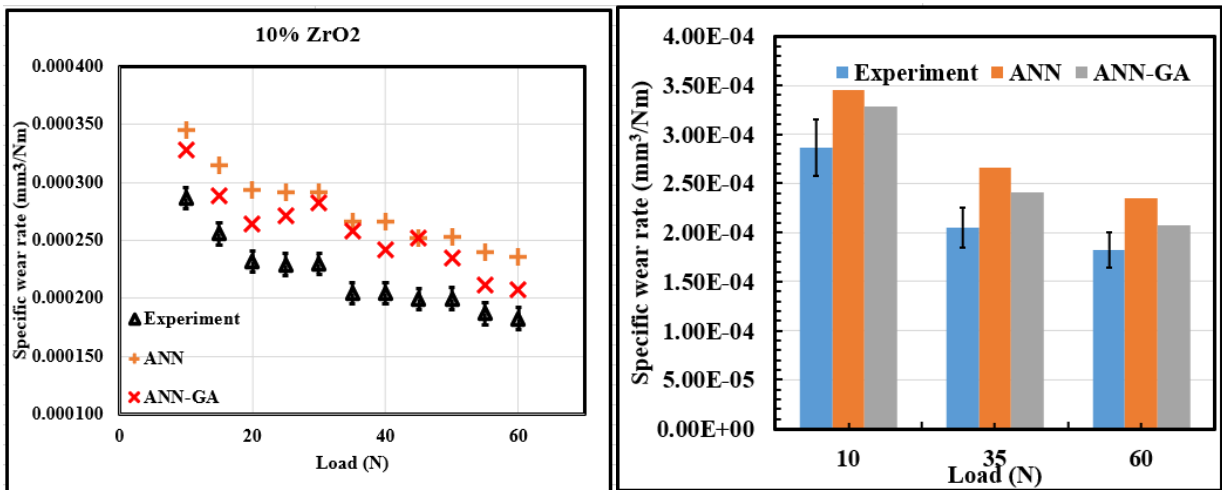 10% ZrO2
Specific wear rate (mm3/Nm)
0.000400
0.000350
0.000300
0.000250
0.000200
0.000150
0.000100
Experiment
ANN
ANN-GA
0 20 40 60
Load (N)
Specific wear rate (mm³/Nm)
4.00E-04
3.50E-04
3.00E-04
2.50E-04
2.00E-04
1.50E-04
1.00E-04
5.00E-05
0.00E+00
Experiment ANN ANN-GA
10 35 60
Load (N)